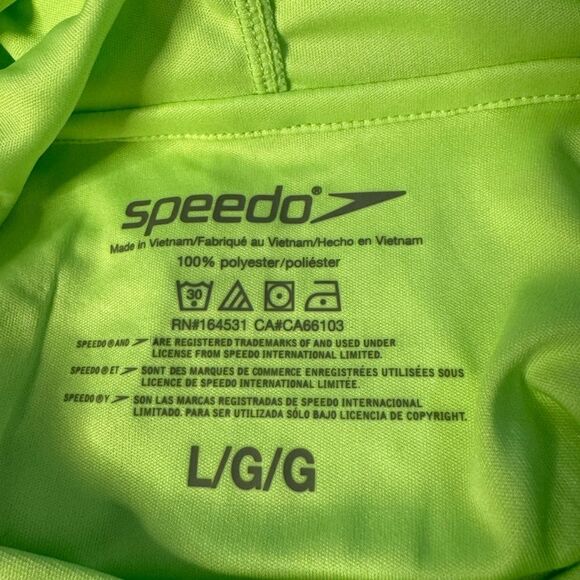 speedo®
Made in Vietnam/Fabriqué au Vietnam/Hecho en Vietnam
100% polyester/poliéster
30
RN#164531 CA#CA66103
SPEEDO® AND ARE REGISTERED TRADEMARKS OF AND USED UNDER
LICENSE FROM SPEEDO INTERNATIONAL LIMITED.
SPEEDO® ET SONT DES MARQUES DE COMMERCE ENREGISTRÉES UTILISÉES SOUS
LICENCE DE SPEEDO INTERNATIONAL LIMITEE.
SPEEDO® Y SON LAS MARCAS REGISTRADAS DE SPEEDO INTERNACIONAL
LIMITADO. PARA SER UTILIZADA SÓLO BAJO LICENCIA DE COPYRIGHT.
L/G/G